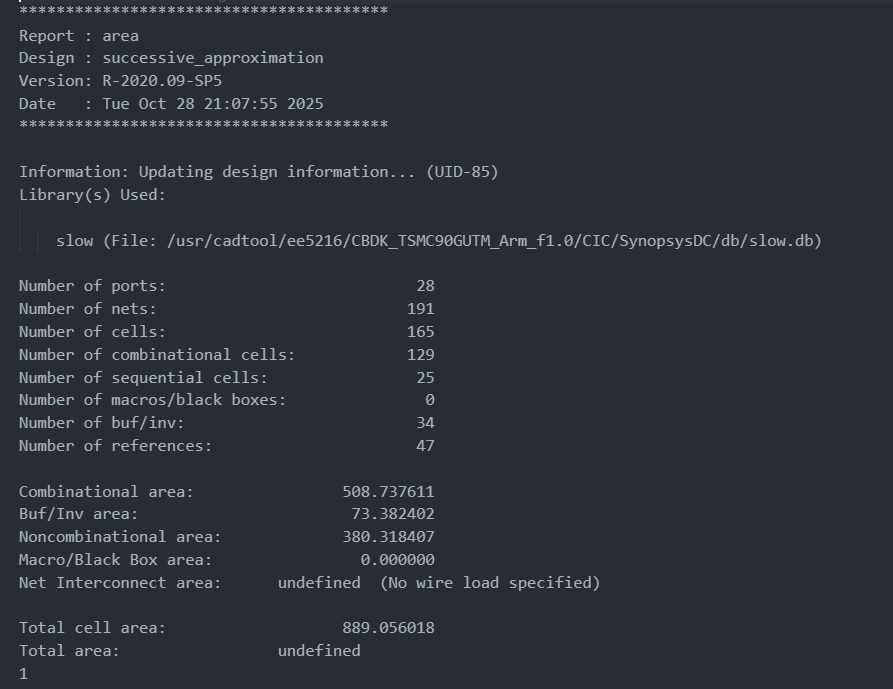 ****************************************
Report : area
Design : successive_approximation
Version: R-2020.09-SP5
Date   : Tue Oct 28 21:07:55 2025
****************************************
Information: Updating design information... (UID-85)
Library(s) Used:
slow (File: /usr/cadtool/ee5216/CBDK_TSMC90GUTM_Arm_f1.0/CIC/SynopsysDC/db/slow.db)
Number of ports:                           28
Number of nets:                           191
Number of cells:                          165
Number of combinational cells:            129
Number of sequential cells:                25
Number of macros/black boxes:               0
Number of buf/inv:                         34
Number of references:                      47
Combinational area:                508.737611
Buf/Inv area:                       73.382402
Noncombinational area:             380.318407
Macro/Black Box area:                0.000000
Net Interconnect area:      undefined  (No wire load specified)
Total cell area:                   889.056018
Total area:                 undefined
1